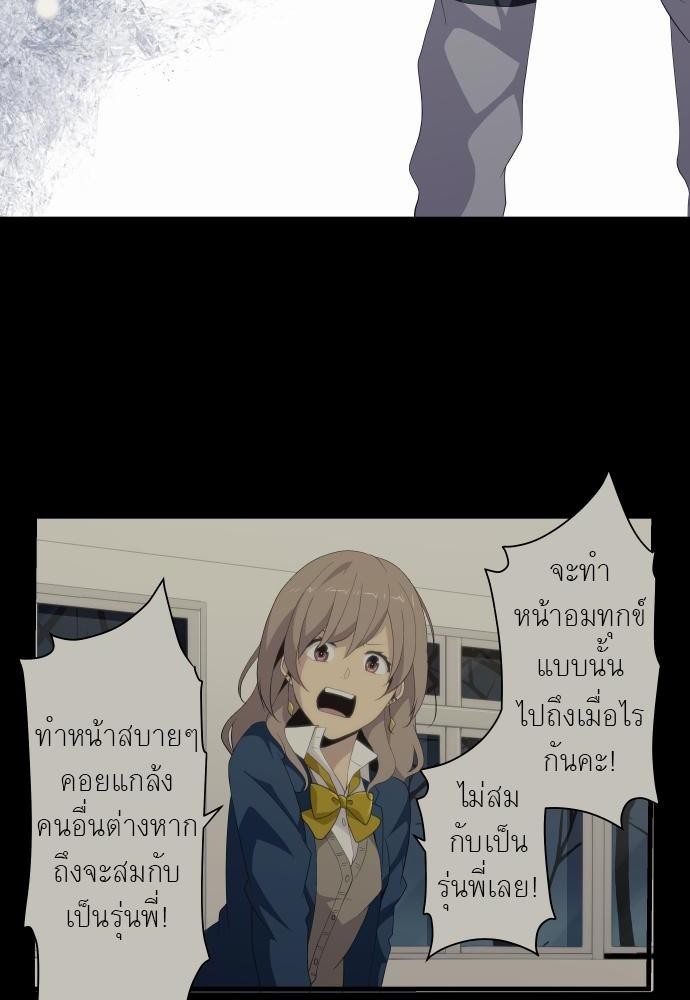 จะทำ
หน้าอมทุกข์
แบบนั้น
ไปถึงเมื่อไร
กันคะ!
ไม่สม
กับเป็น
รุ่นพี่เลย!
ทำหน้าสบายๆ
คอยแกล้ง
คนอื่นต่างหาก
ถึงจะสมกับ
เป็นรุ่นพี่!